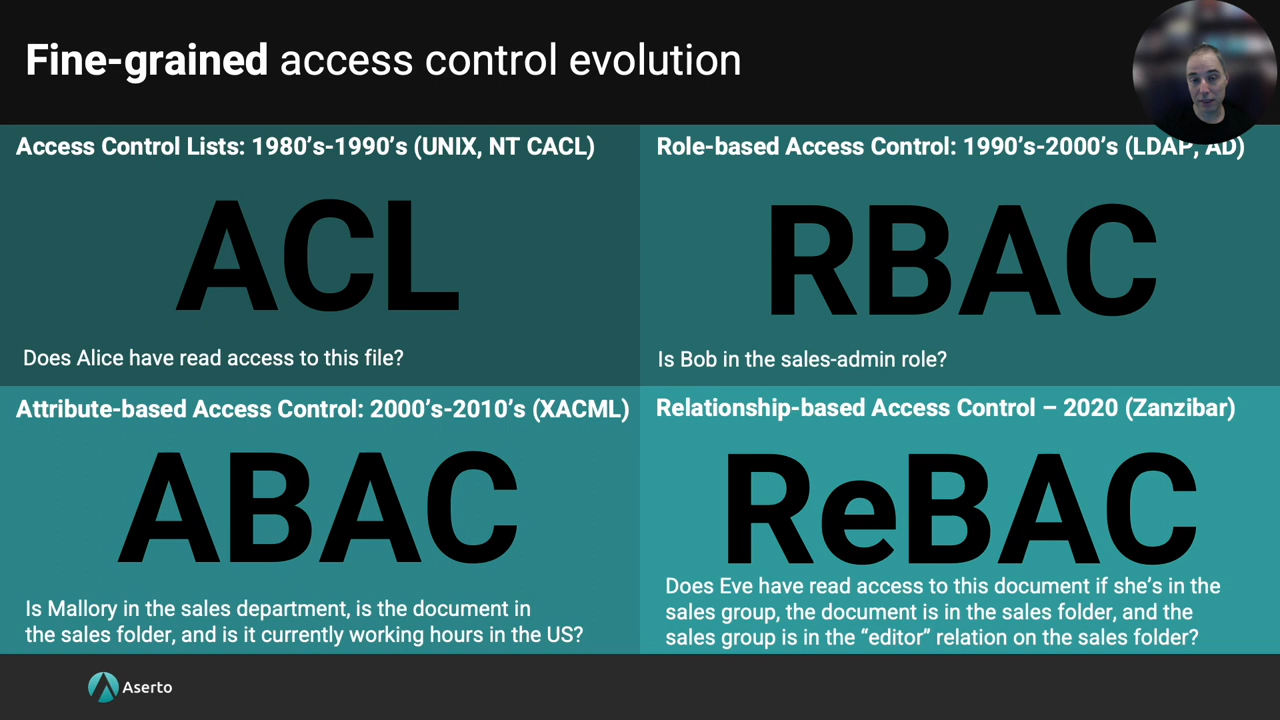 Fine-grained access control evolution
Access Control Lists: 1980's-1990's (UNIX, NT CACL)
ACL
Does Alice have read access to this file?
Role-based Access Control: 1990's-2000's (LDAP, AD)
RBAC
Is Bob in the sales-admin role?
Attribute-based Access Control: 2000's-2010's (XACML)
ABAC
Is Mallory in the sales department, is the document in
the sales folder, and is it currently working hours in the US?
Relationship-based Access Control – 2020 (Zanzibar)
ReBAC
Does Eve have read access to this document if she's in the
sales group, the document is in the sales folder, and the
sales group is in the “editor” relation on the sales folder?
Aserto